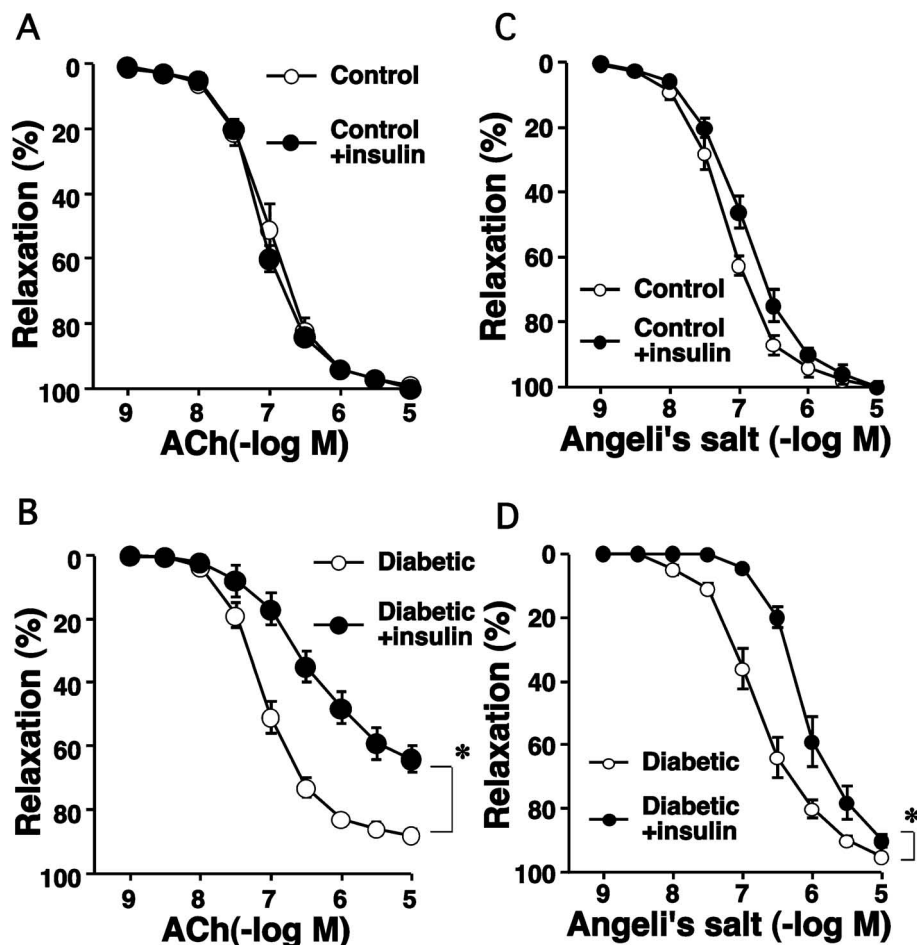 A
Relaxation (%)
0
20
40
60
80
100
Control
Control
+insulin
9 8 7 6 5
ACh(-log M)
C
Relaxation (%)
0
20
40
60
80
100
Control
Control
+insulin
9 8 7 6 5
Angeli's salt (-log M)
B
Relaxation (%)
0
20
40
60
80
100
Diabetic
Diabetic
+insulin
*
9 8 7 6 5
ACh(-log M)
D
Relaxation (%)
0
20
40
60
80
100
Diabetic
Diabetic
+insulin
*
9 8 7 6 5
Angeli's salt (-log M)